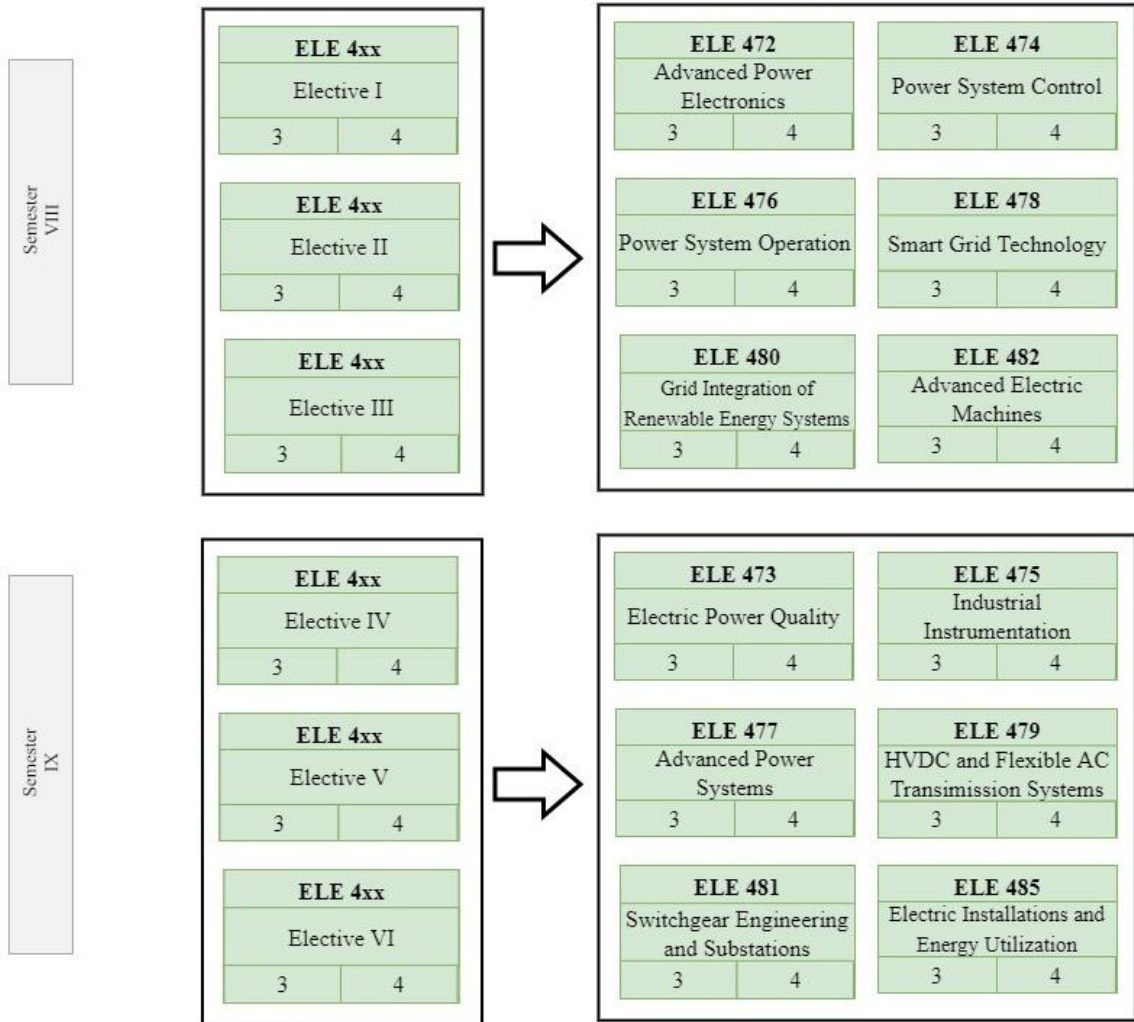 Semester
VIII
ELE 4xx
Elective I
3 4
ELE 4xx
Elective II
3 4
ELE 4xx
Elective III
3 4
ELE 472
Advanced Power
Electronics
3 4
ELE 474
Power System Control
3 4
ELE 476
Power System Operation
3 4
ELE 478
Smart Grid Technology
3 4
ELE 480
Grid Integration of
Renewable Energy Systems
3 4
ELE 482
Advanced Electric
Machines
3 4
Semester
IX
ELE 4xx
Elective IV
3 4
ELE 4xx
Elective V
3 4
ELE 4xx
Elective VI
3 4
ELE 473
Electric Power Quality
3 4
ELE 475
Industrial
Instrumentation
3 4
ELE 477
Advanced Power
Systems
3 4
ELE 479
HVDC and Flexible AC
Transimission Systems
3 4
ELE 481
Switchgear Engineering
and Substations
3 4
ELE 485
Electric Installations and
Energy Utilization
3 4